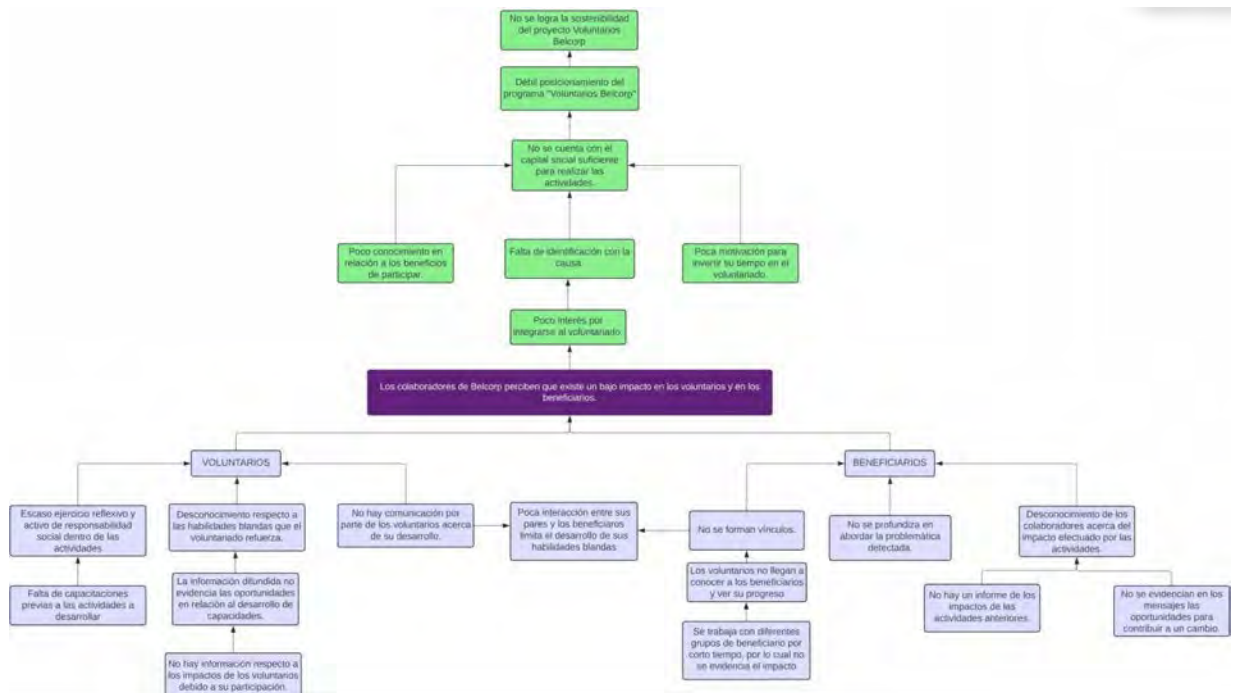 No se logra la sostenibilidad
del proyecto Voluntarios
Belcorp
Débil posicionamiento del
programa "Voluntarios Belcorp"
No se cuenta con el
capital social suficiente
para realizar las
actividades.
Poco conocimiento en
relación a los beneficios
de participar.
Falta de identificación con la
causa
Poca motivación para
invertir su tiempo en el
voluntariado.
Poco interés por
integrarse al voluntariado
Los colaboradores de Belcorp perciben que existe un bajo impacto en los voluntarios y en los
beneficiarios.
VOLUNTARIOS
BENEFICIARIOS
Escaso ejercicio reflexivo y
activo de responsabilidad
social dentro de las
actividades
Desconocimiento respecto a
las habilidades blandas que el
voluntariado refuerza.
No hay comunicación por
parte de los voluntarios acerca
de su desarrollo.
Poca interacción entre sus
pares y los beneficiaros
limita el desarrollo de sus
habilidades blandas
No se forman vínculos.
No se profundiza en
abordar la problemática
detectada.
Desconocimiento de los
colaboradores acerca del
impacto efectuado por las
actividades
Falta de capacitaciones
previas a las actividades a
desarrollar
La información difundida no
evidencia las oportunidades
en relación al desarrollo de
capacidades.
Los voluntarios no llegan a
conocer a los beneficiarios
y ver su progreso
No hay un informe de los
impactos de las
actividades anteriores.
No se evidencian en los
mensajes las oportunidades
para contribuir a un cambio
No hay información respecto a
los impactos de los voluntarios
debido a su participación.
Se trabaja con diferentes
grupos de beneficiario por
corto tiempo, por lo cual no
se evidencia el impacto